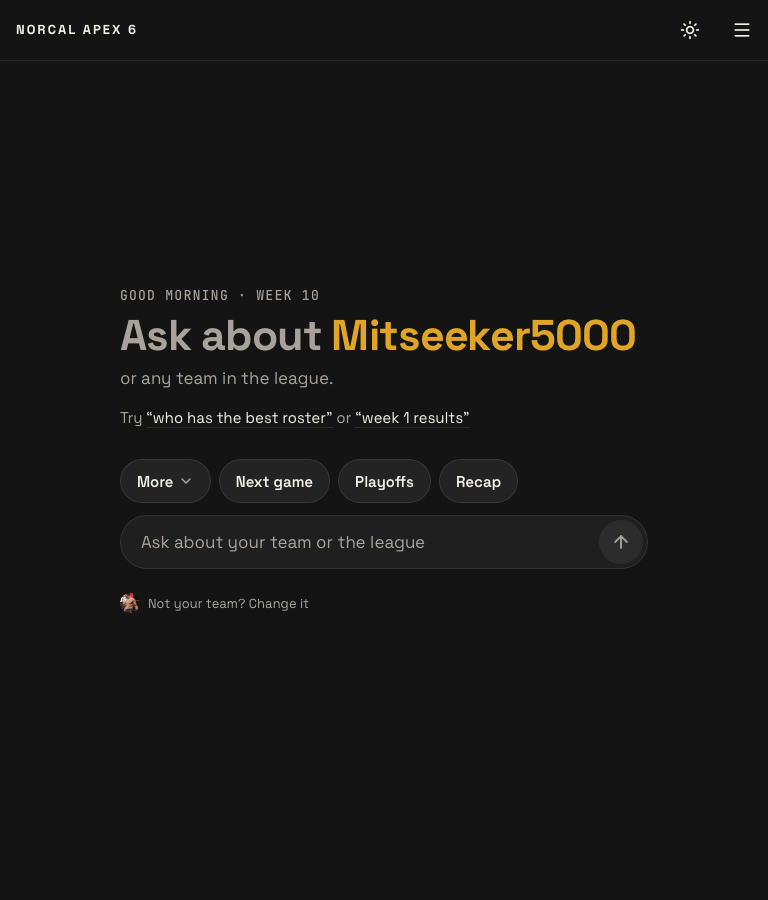 NORCAL APEX 6
GOOD MORNING · WEEK 10
Ask about Mitseeker5000
or any team in the league.
Try “who has the best roster” or “week 1 results”
More Next game Playoffs Recap
Ask about your team or the league
Not your team? Change it